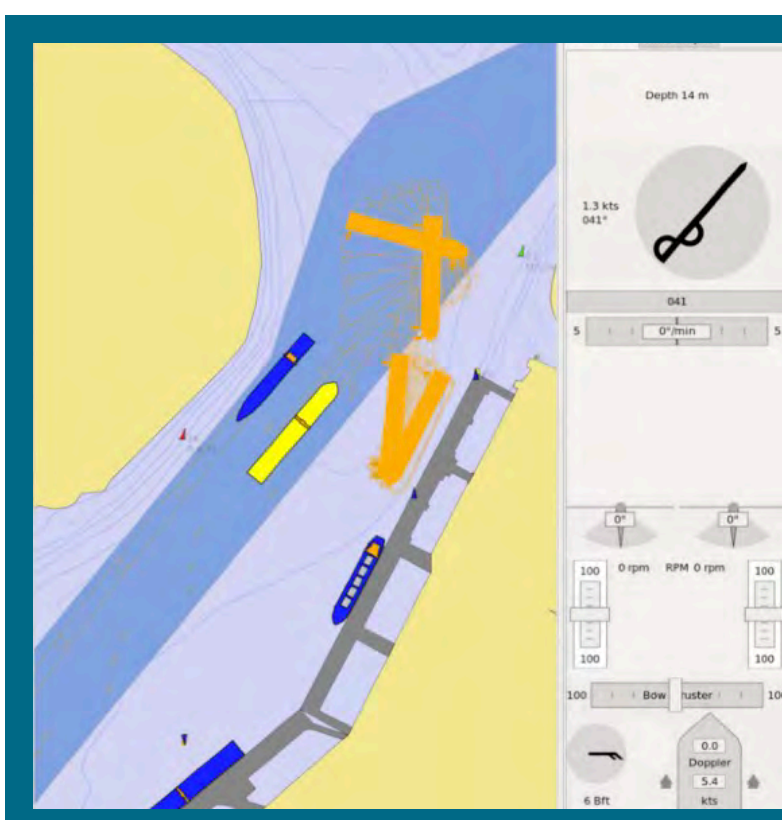 Depth 14 m
1.3 kts
041°
041
5 0°/min 5
0° 0°
100 0 rpm RPM 0 rpm 100
100 100
100 Bow uster 100
0.0
Doppler
5.4
6 Bft kts